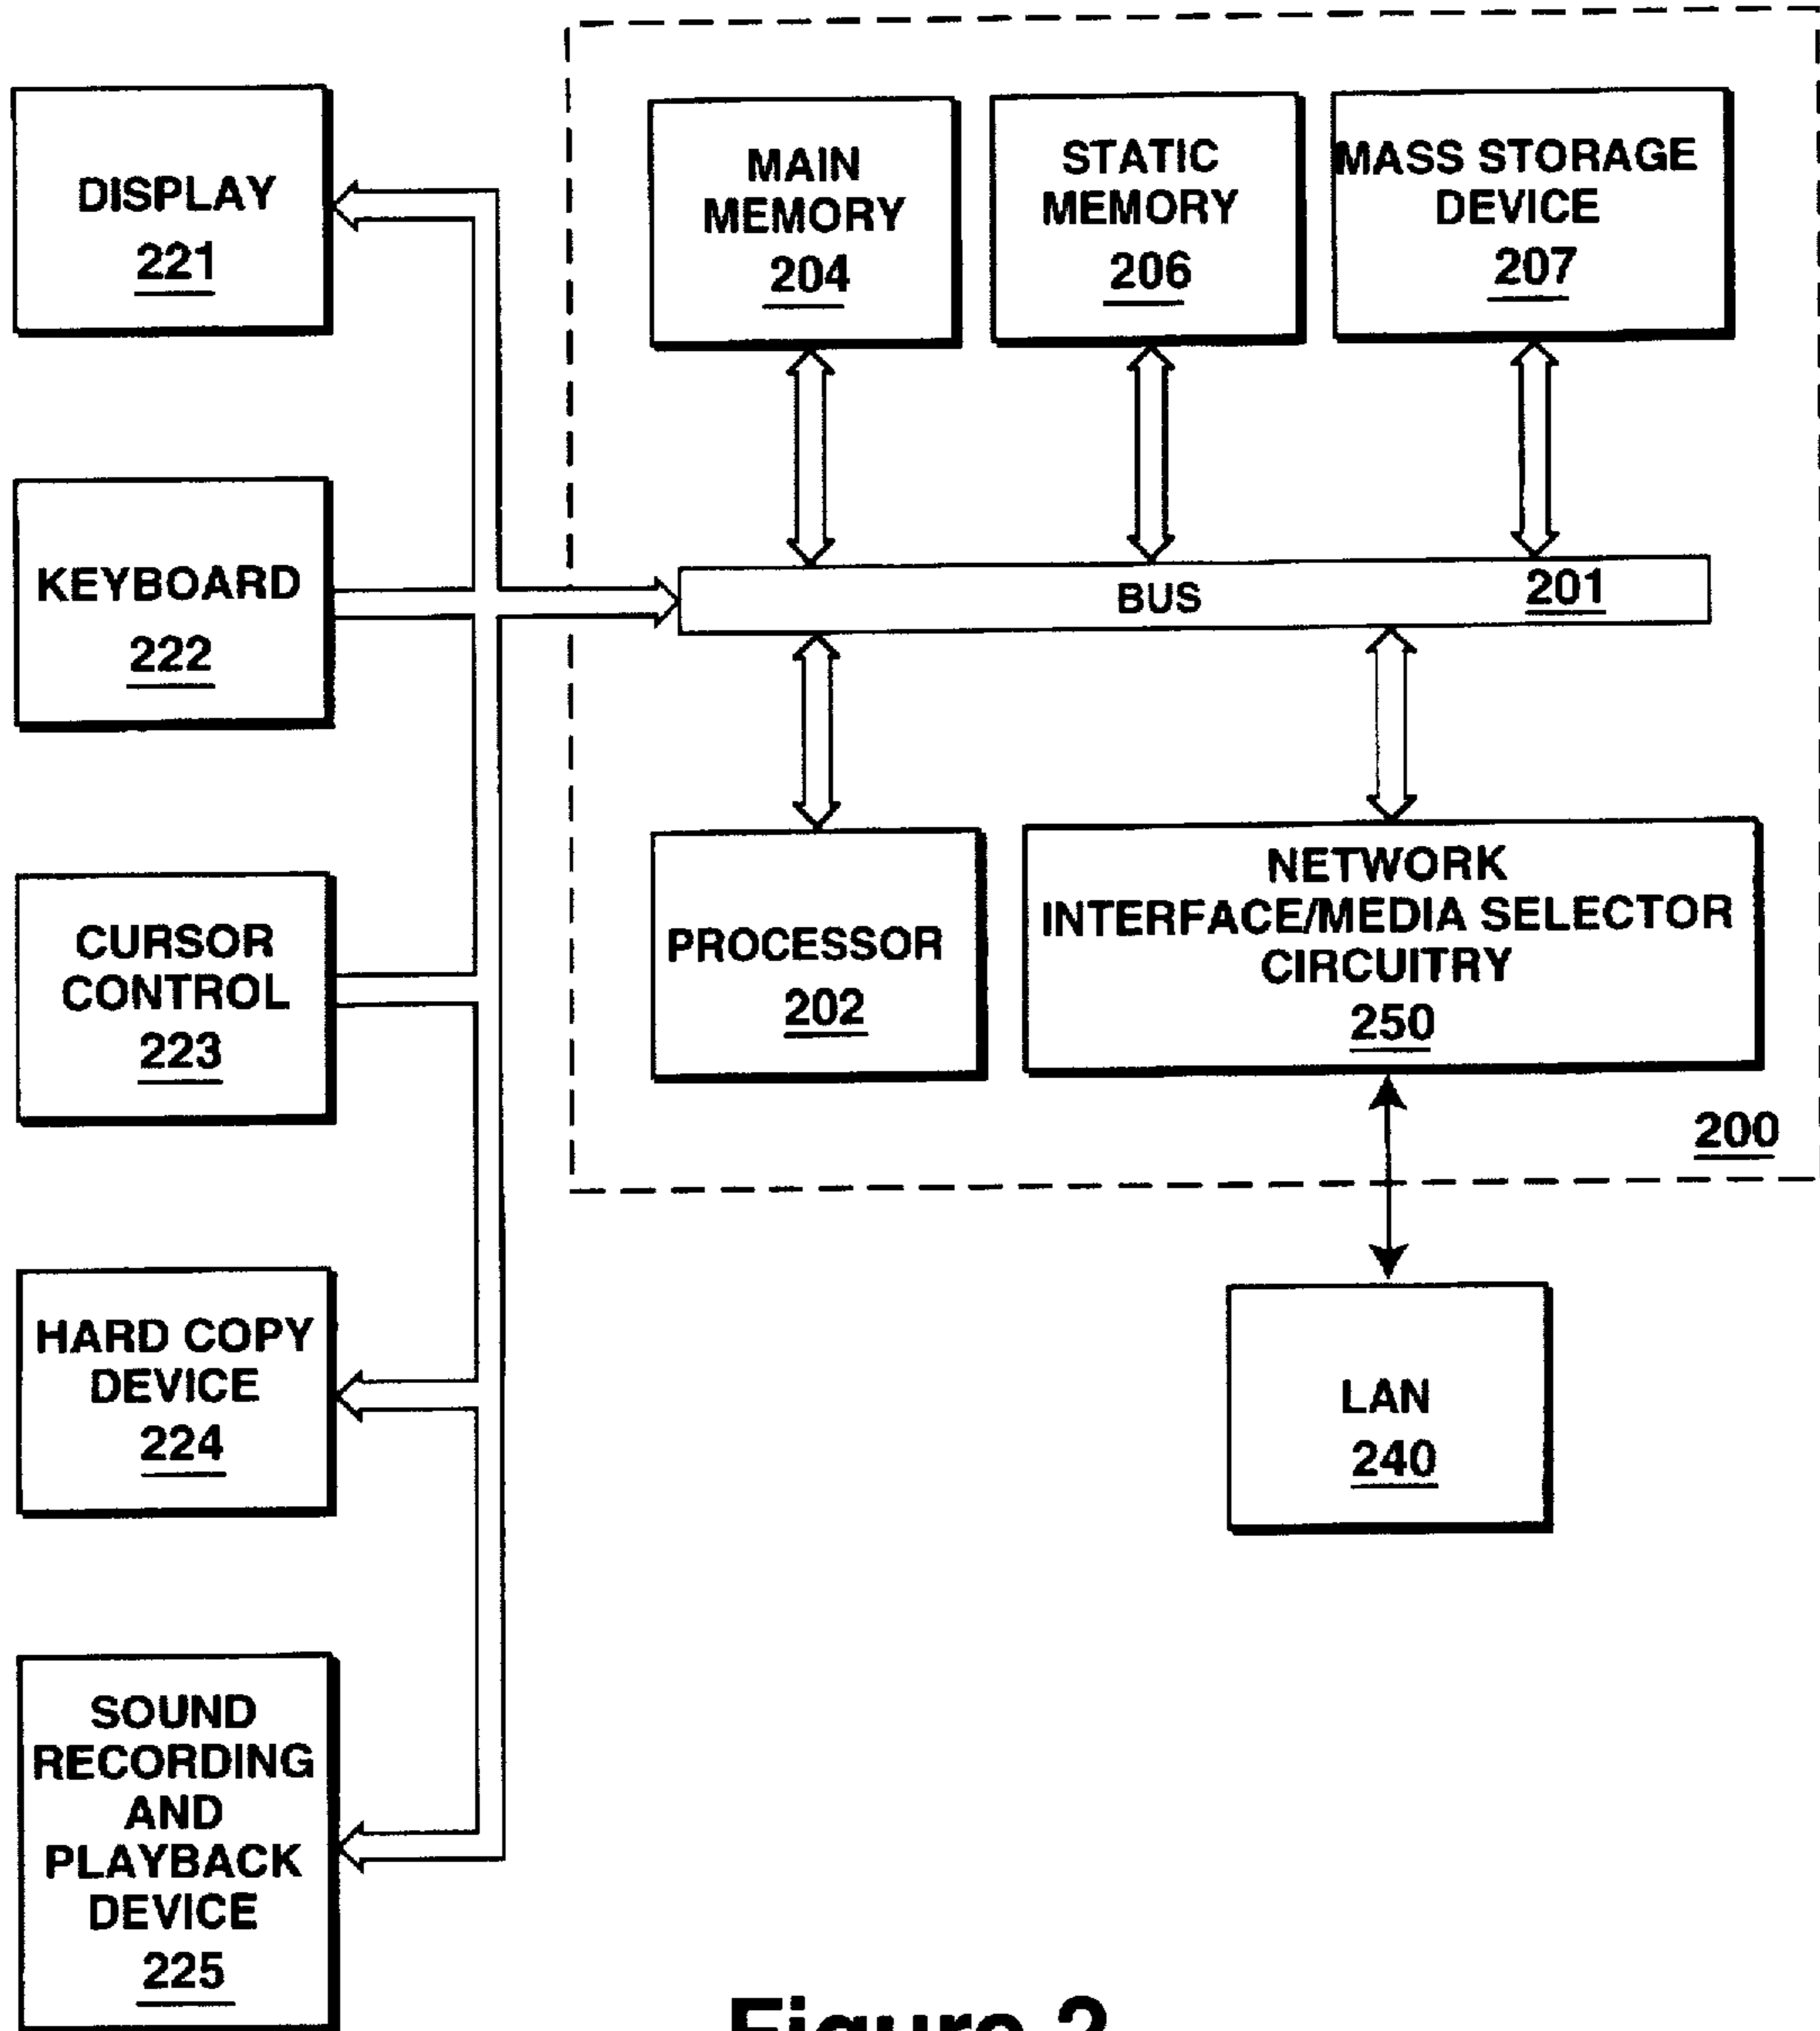 DISPLAY
221
KEYBOARD
222
CURSOR
CONTROL
223
HARD COPY
DEVICE
224
SOUND
RECORDING
AND
PLAYBACK
DEVICE
225
MAIN
MEMORY
204
STATIC
MEMORY
206
MASS STORAGE
DEVICE
207
BUS 201
PROCESSOR
202
NETWORK
INTERFACE/MEDIA SELECTOR
CIRCUITRY
250
200
LAN
240
Figure 2